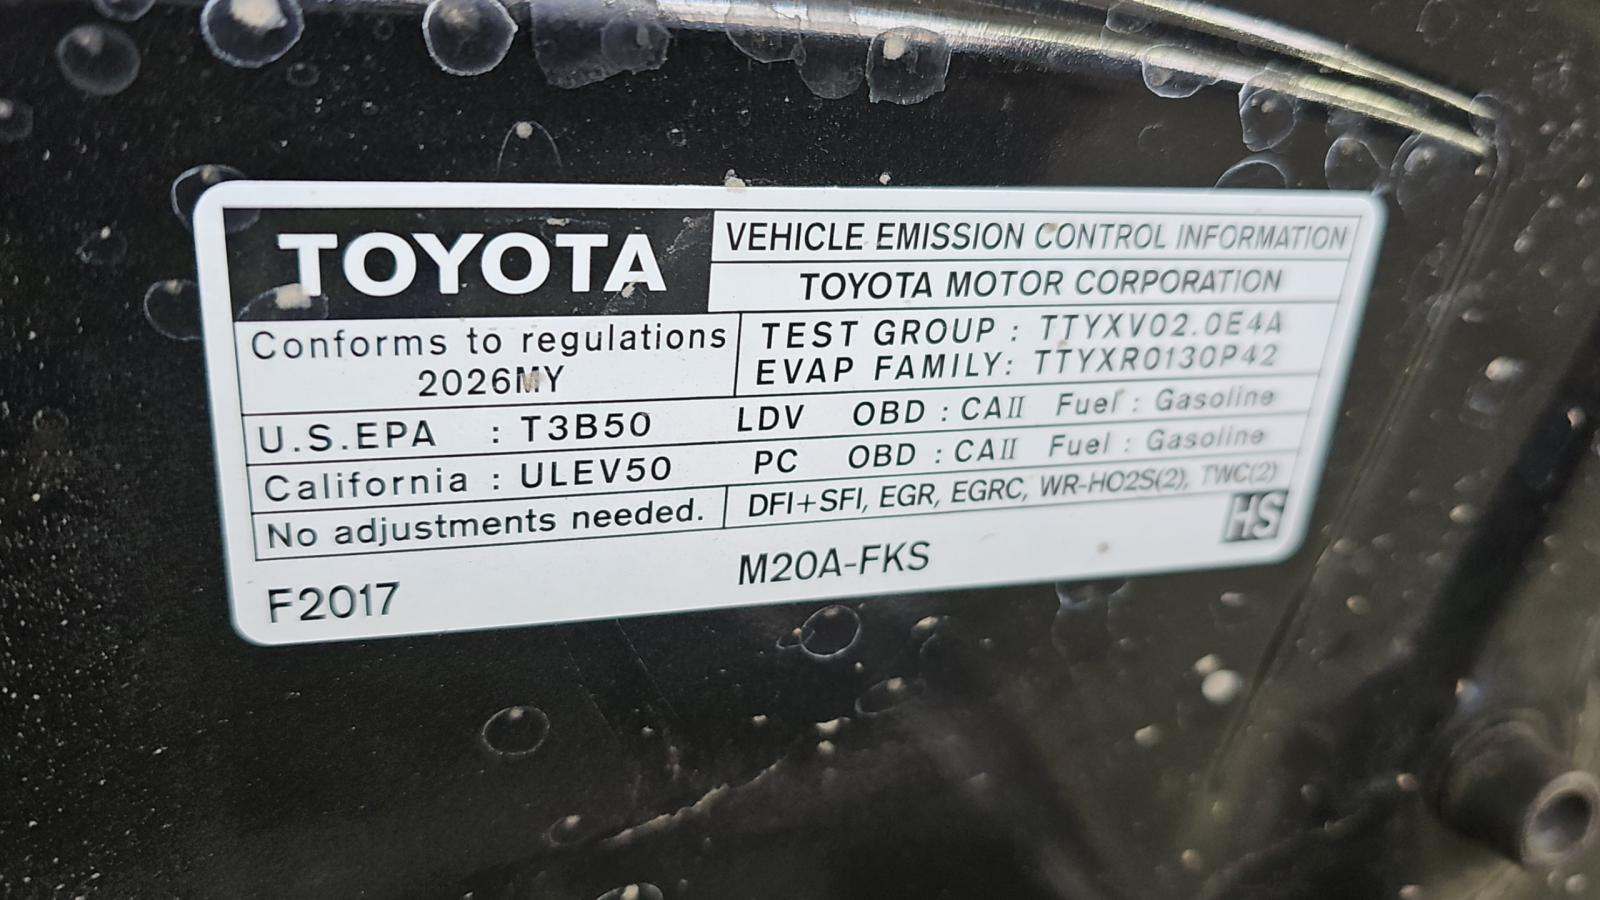 TOYOTA
VEHICLE EMISSION CONTROL INFORMATION
TOYOTA MOTOR CORPORATION
Conforms to regulations
2026MY
TEST GROUP : TTYXV02.0E4A
EVAP FAMILY: TTYXR0130P42
U.S.EPA : T3B50 LDV OBD : CAII Fuel : Gasoline
California : ULEV50 PC OBD : CAII Fuel : Gasoline
No adjustments needed. DFI+SFI, EGR, EGRC, WR-HO2S(2), TWC(2)
HS
F2017 M20A-FKS